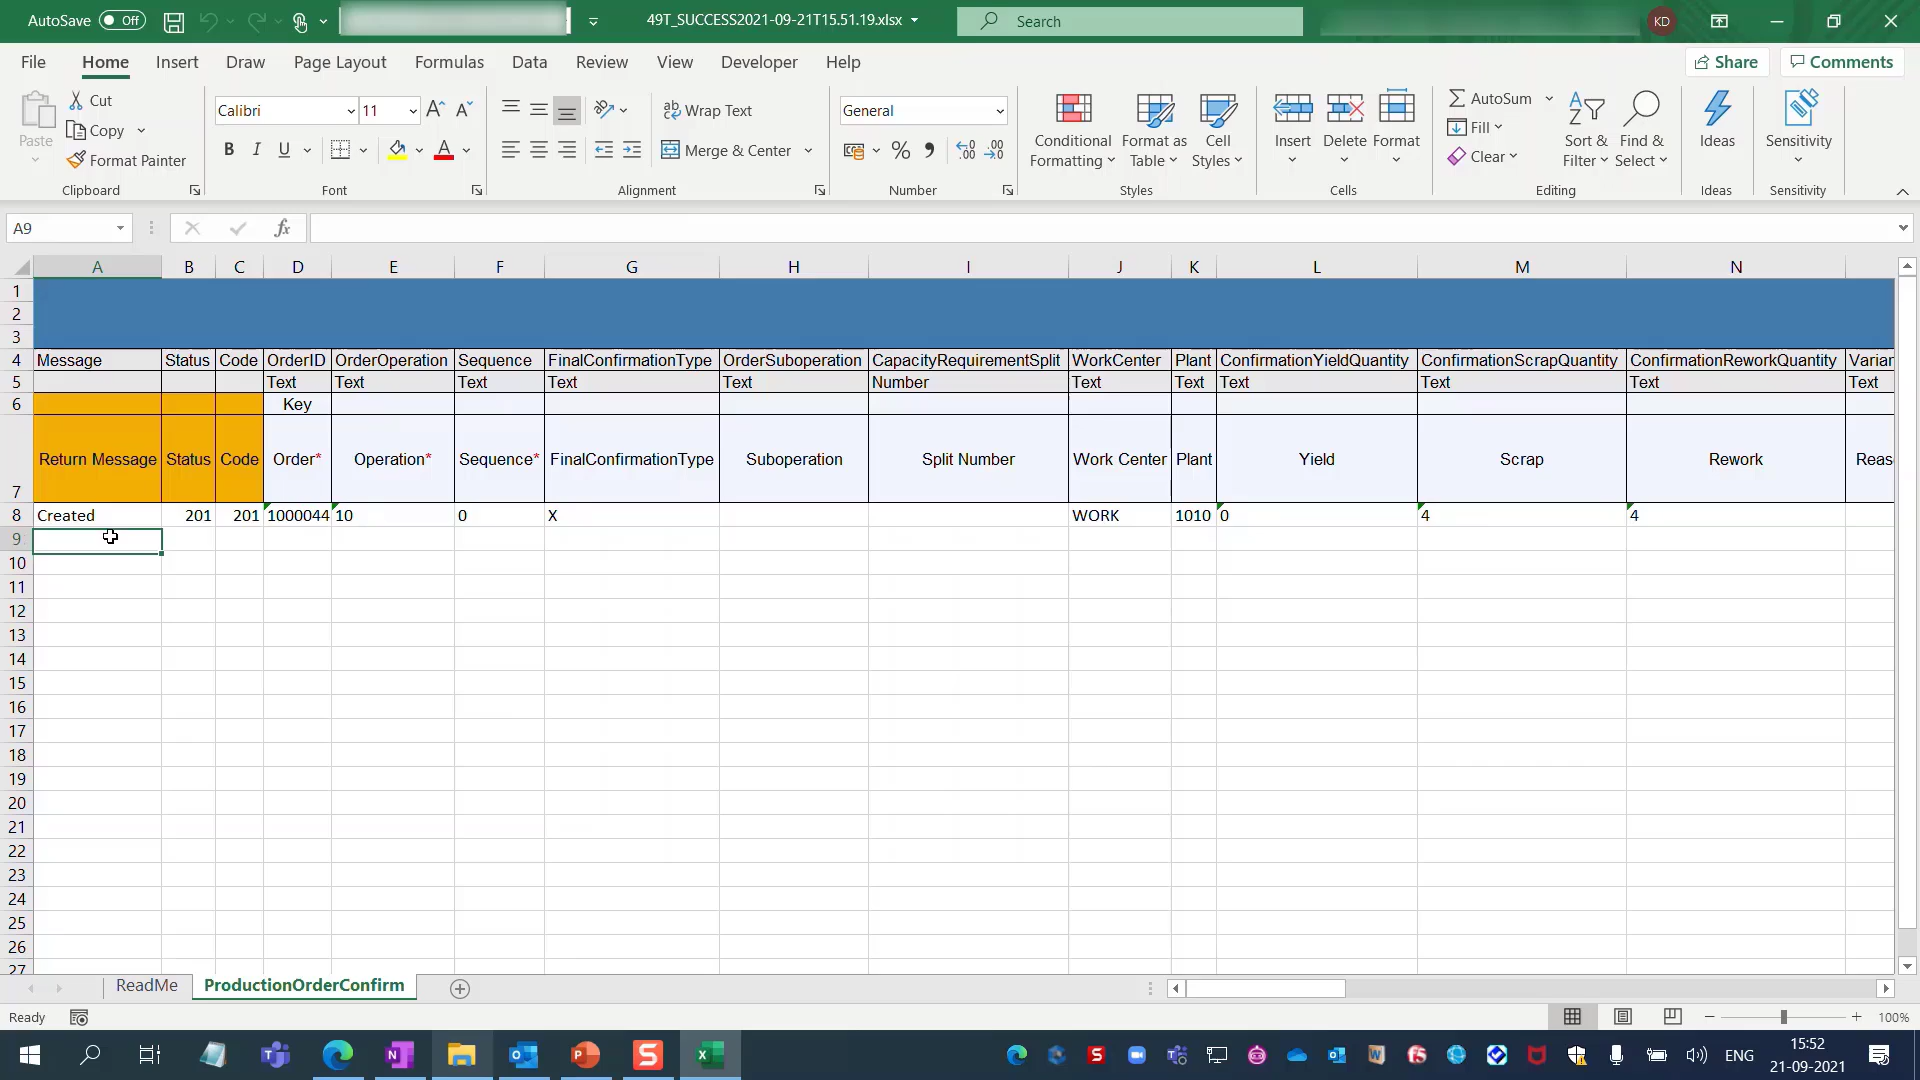 AutoSave Off 49T_SUCCESS2021-09-21T15.51.19.xlsx Search KD
File Home Insert Draw Page Layout Formulas Data Review View Developer Help Share Comments
Paste Cut Copy Format Painter
Calibri 11
B I U A
Wrap Text
Merge & Center
General
% 9
Conditional Formatting Format as Table Cell Styles
Insert Delete Format
AutoSum Fill Clear
Sort & Filter Find & Select
Ideas Sensitivity
Clipboard Font Alignment Number Styles Cells Editing Ideas Sensitivity
A9 fx
A B C D E F G H I J K L M N
1
2
3
4 Message Status Code OrderID OrderOperation Sequence FinalConfirmationType OrderSuboperation CapacityRequirementSplit WorkCenter Plant ConfirmationYieldQuantity ConfirmationScrapQuantity ConfirmationReworkQuantity Varian
5 Text Text Text Text Text Number Text Text Text Text Text Text
6 Key
7 Return Message Status Code Order* Operation* Sequence* FinalConfirmationType Suboperation Split Number Work Center Plant Yield Scrap Rework Reas
8 Created 201 201 1000044 10 0 X WORK 1010 0 4 4
9
10
11
12
13
14
15
16
17
18
19
20
21
22
23
24
25
26
27
ReadMe ProductionOrderConfirm
Ready 100%
ENG 15:52
21-09-2021